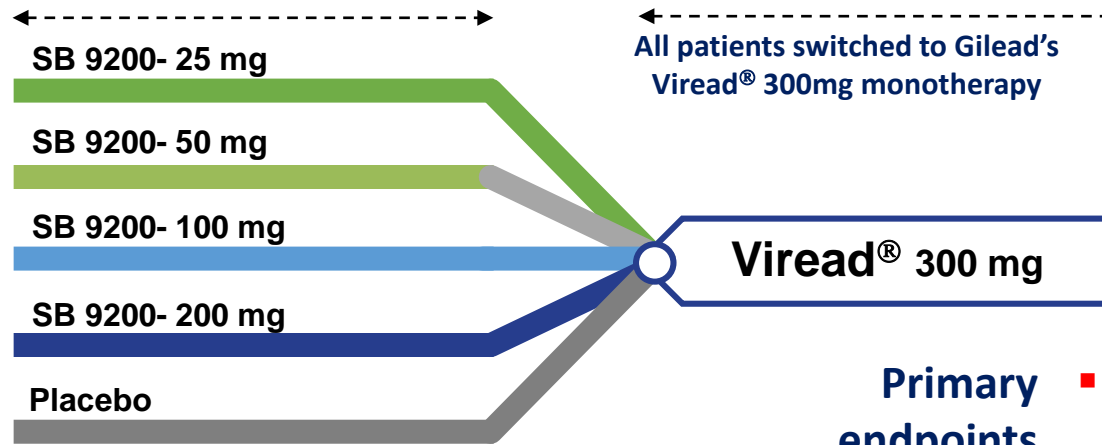 SB 9200- 25 mg
All patients switched to Gilead's
Viread® 300mg monotherapy
SB 9200- 50 mg
SB 9200- 100 mg
Viread® 300 mg
SB 9200- 200 mg
Placebo
Primary
endpoints